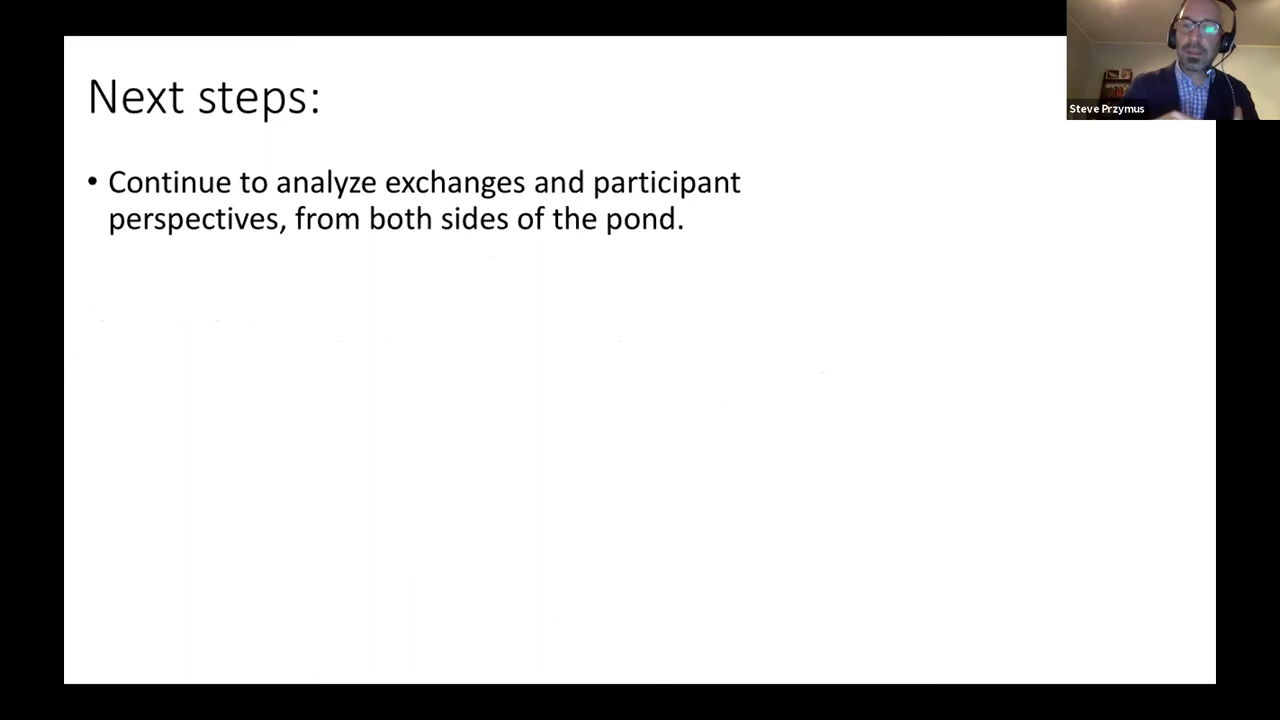 Next steps:
• Continue to analyze exchanges and participant
perspectives, from both sides of the pond.
Steve Przymus